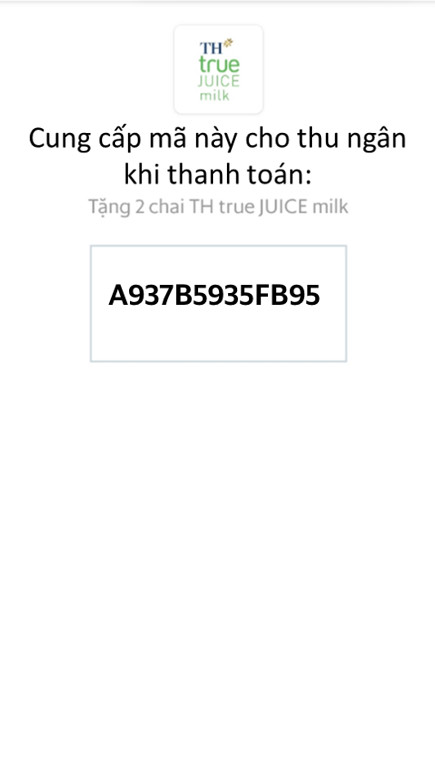 TH
true
JUICE
milk
Cung cấp mã này cho thu ngân
khi thanh toán:
Tặng 2 chai TH true JUICE milk
A937B5935FB95